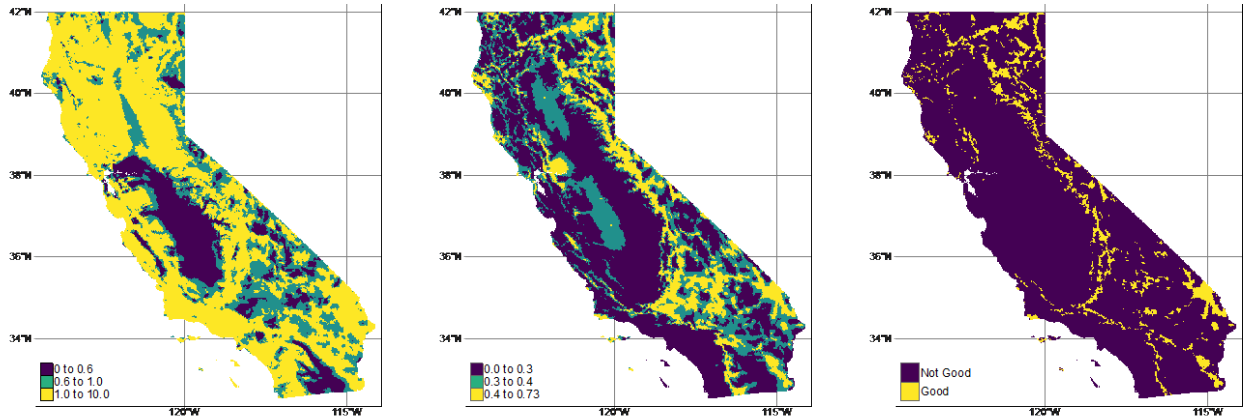 42°N
40°N
38°N
36°N
34°N
0 to 0.6
0.6 to 1.0
1.0 to 10.0
120°W
115°W
42°N
40°N
38°N
36°N
34°N
0.0 to 0.3
0.3 to 0.4
0.4 to 0.73
120°W
115°W
42°N
40°N
38°N
36°N
34°N
Not Good
Good
120°W
115°W